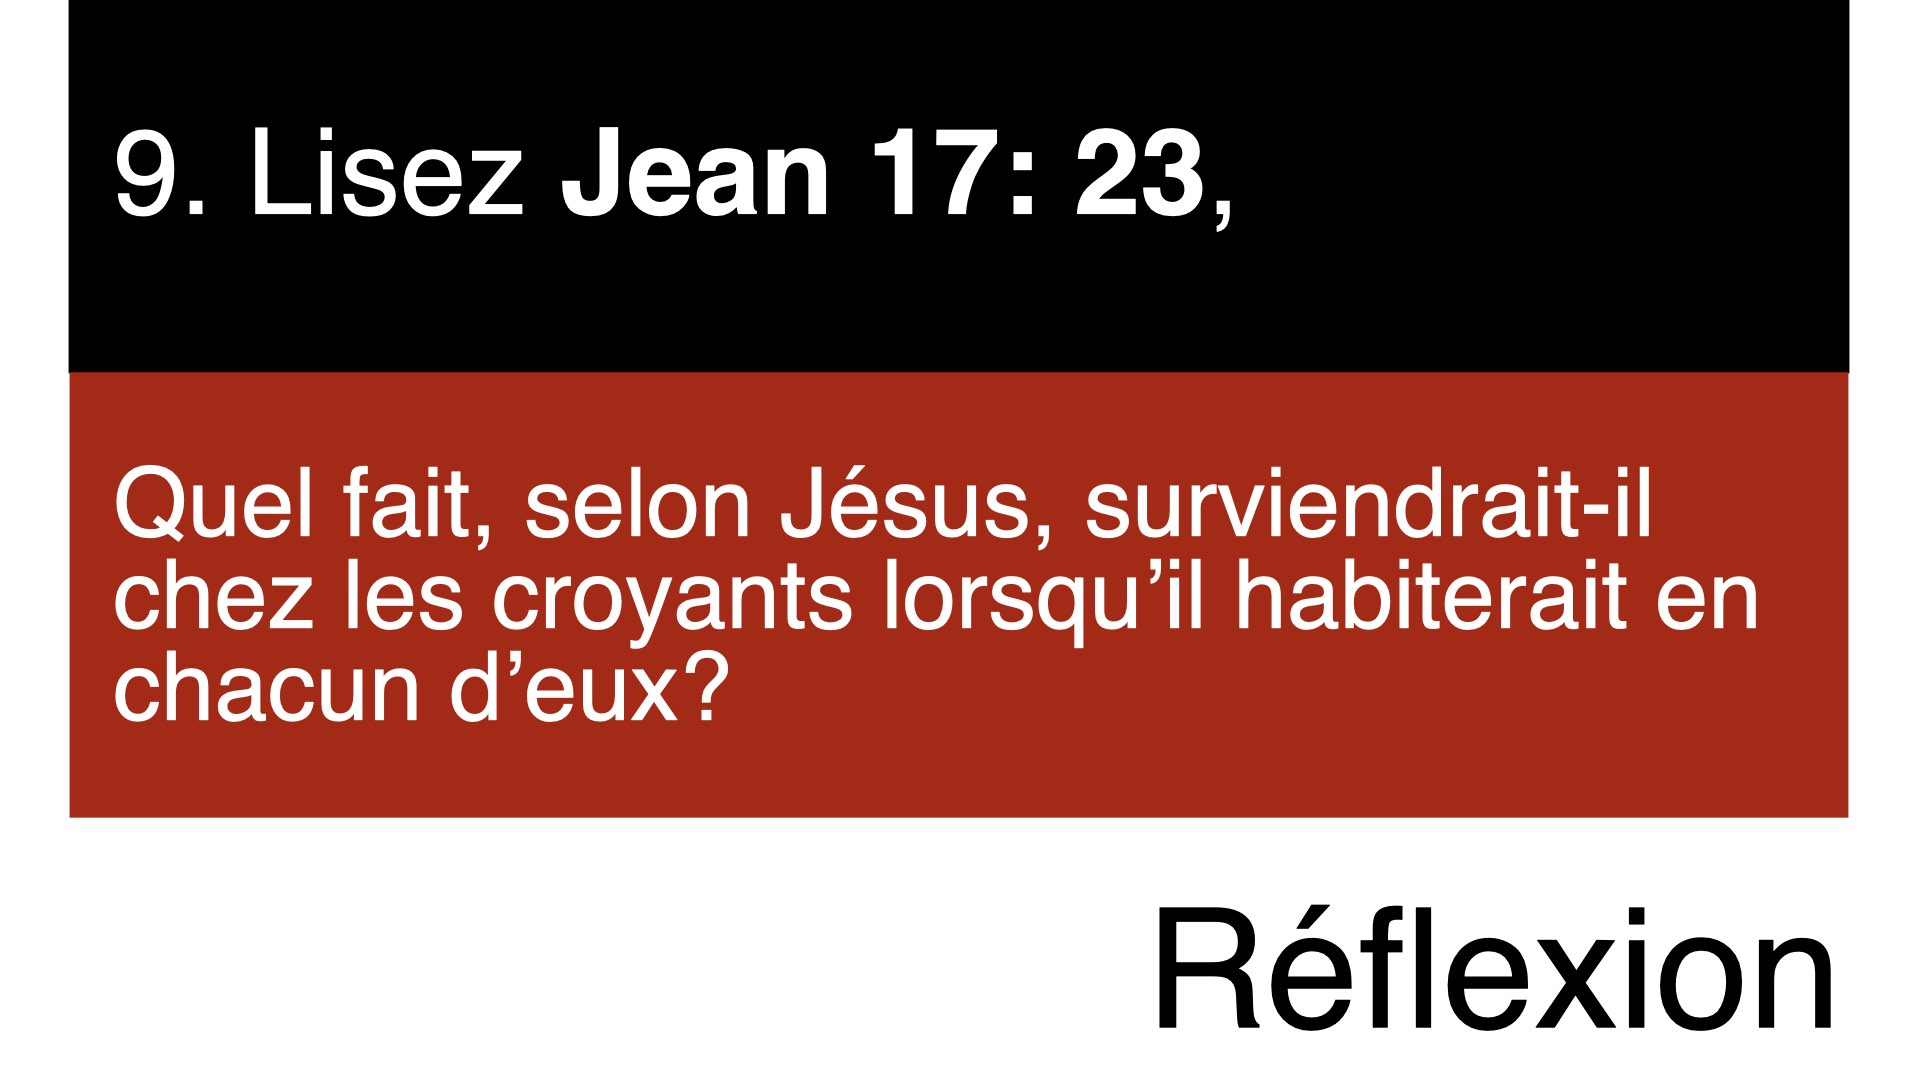 9. Lisez Jean 17: 23,
Quel fait, selon Jésus, surviendrait-il
chez les croyants lorsqu’il habiterait en
chacun d’eux?
Réflexion